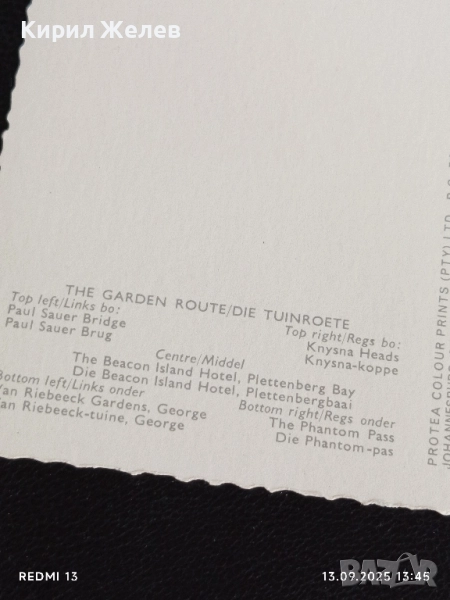 Кирил Желев
THE GARDEN ROUTE/DIE TUINROETE
Top left/Links bo:
Paul Sauer Bridge
Paul Sauer Brug
Top right/Regs bo:
Knysna Heads
Knysna-koppe
Centre/Middel
The Beacon Island Hotel, Plettenberg Bay
Die Beacon Island Hotel, Plettenbergbaai
Bottom left/Links onder
Van Riebeeck Gardens, George
Van Riebeeck-tuine, George
Bottom right/Regs onder
The Phantom Pass
Die Phantom-pas
PROTEA COLOUR PRINTS (PTY) LTD.
JOHANNESBURG
REDMI 13
13.09.2025 13:45
BAZAR